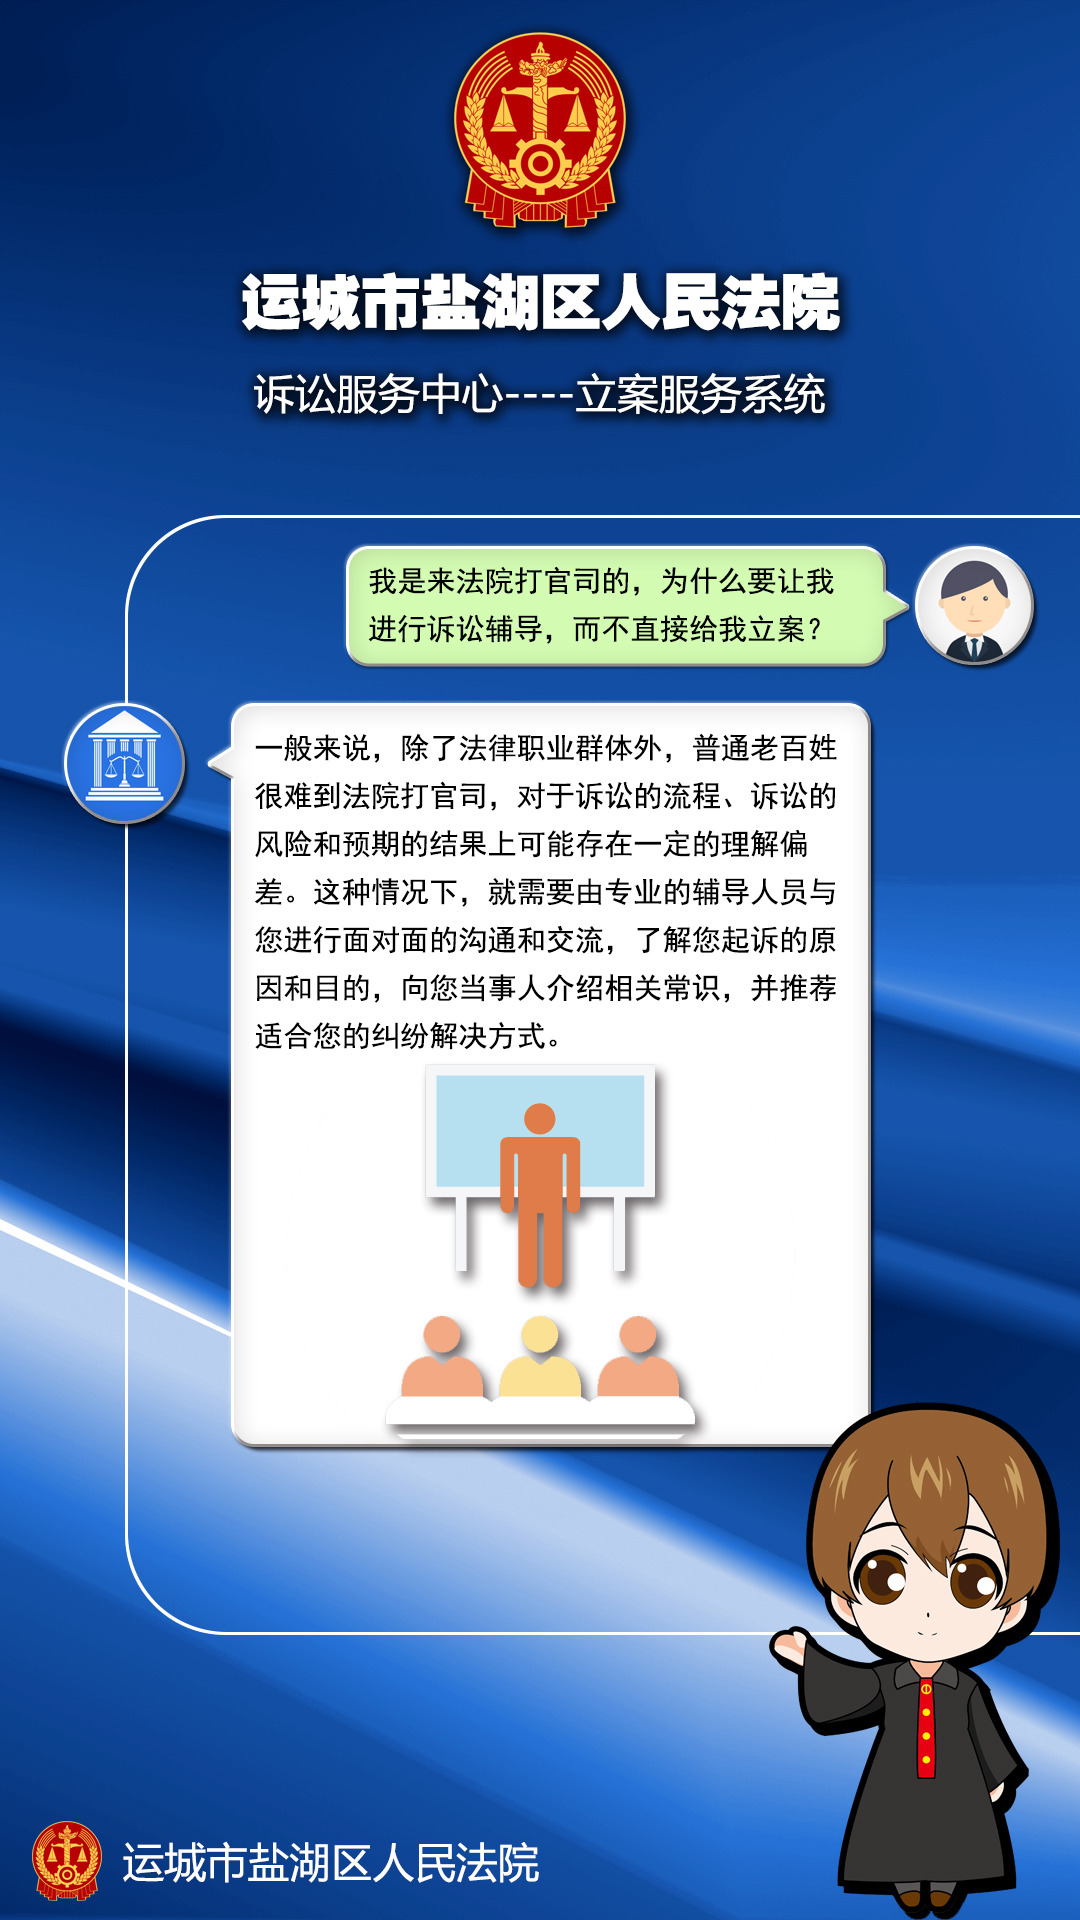 运城市盐湖区人民法院
诉讼服务中心----立案服务系统
我是来法院打官司的，为什么要让我
进行诉讼辅导，而不直接给我立案？
一般来说，除了法律职业群体外，普通老百姓
很难到法院打官司，对于诉讼的流程、诉讼的
风险和预期的结果上可能存在一定的理解偏
差。这种情况下，就需要由专业的辅导人员与
您进行面对面的沟通和交流，了解您起诉的原
因和目的，向您当事人介绍相关常识，并推荐
适合您的纠纷解决方式。
运城市盐湖区人民法院